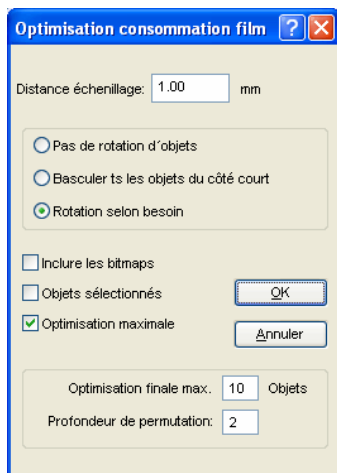 Optimisation consommation film
Distance échenillage: 1.00 mm
Pas de rotation d´objets
Basculer ts les objets du côté court
Rotation selon besoin
Inclure les bitmaps
Objets sélectionnés
OK
Optimisation maximale
Annuler
Optimisation finale max. 10 Objets
Profondeur de permutation: 2